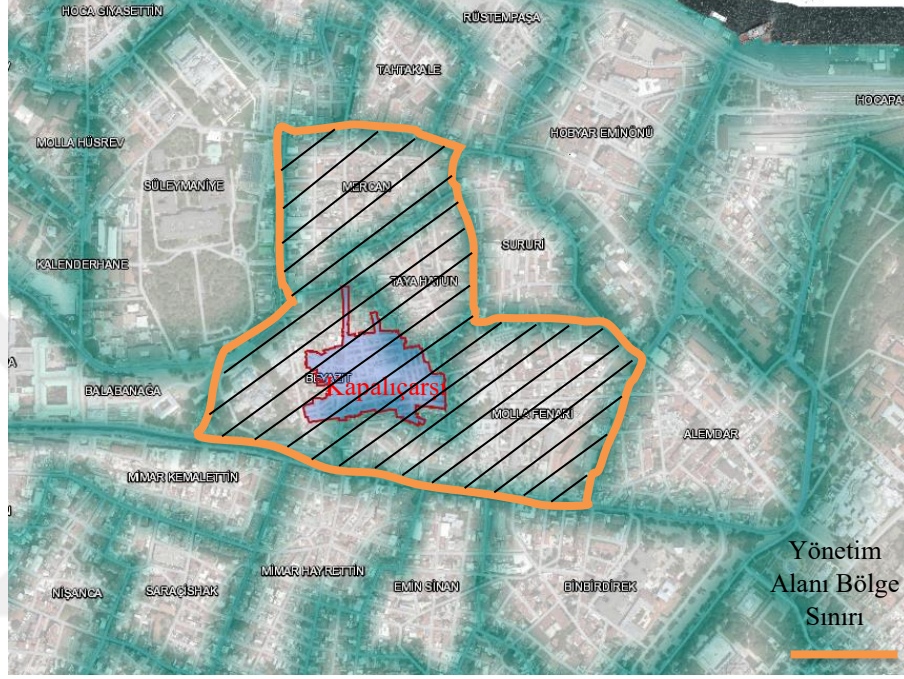 HOCA GIYASETTİN
RÜSTEMPAŞA
TAHTAKALE
HOCAPA
HOBYAR EMİNÖNÜ
MOLLA HÜSREV
SÜLEYMANİYE
MERCAN
SURURİ
KALENDERHANE
TAYA HATUN
BEYAZIT
Kapalıçarşı
BALABANAĞA
MOLLA FENARİ
ALEMDAR
MİMAR KEMALETTİN
MİMAR HAYRETTİN
EMİN SİNAN
BİNBİRDİREK
NİŞANCA
SARAÇİSHAK
Yönetim
Alanı Bölge
Sınırı